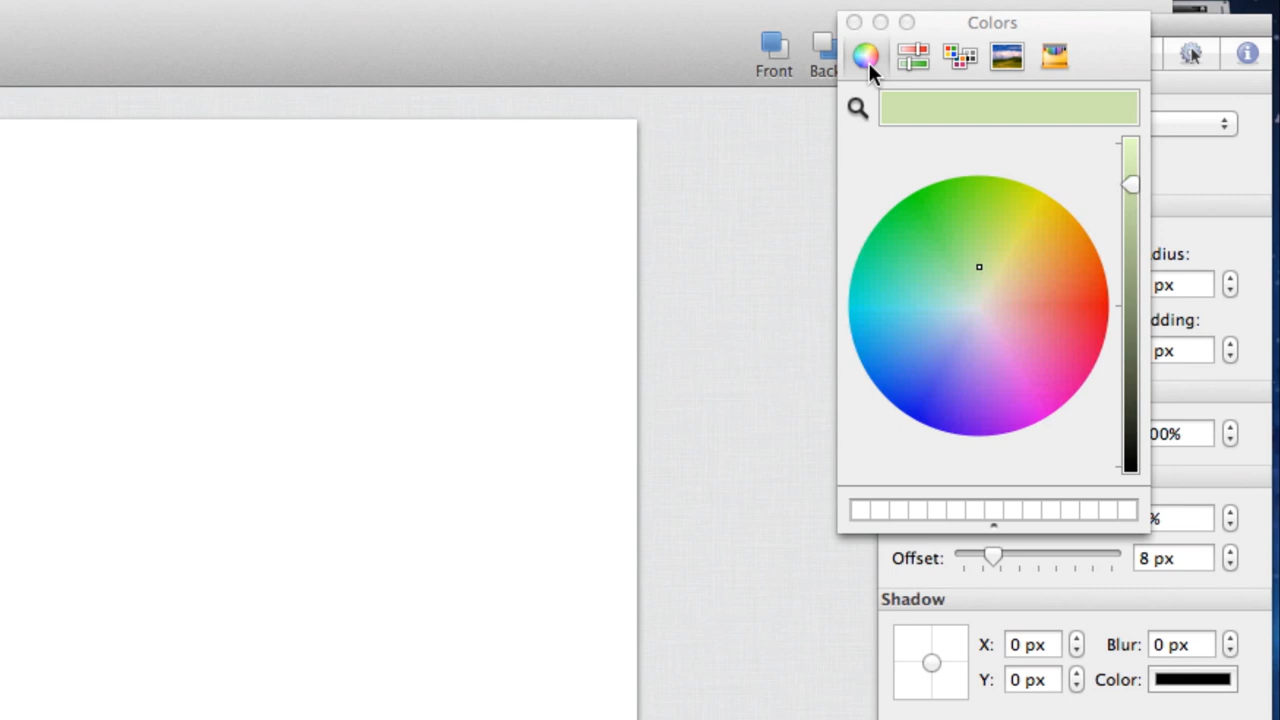 Colors
Front
Back
dius:
px
dding:
px
00%
%
Offset:
8 px
Shadow
X: 0 px
Blur: 0 px
Y: 0 px
Color: